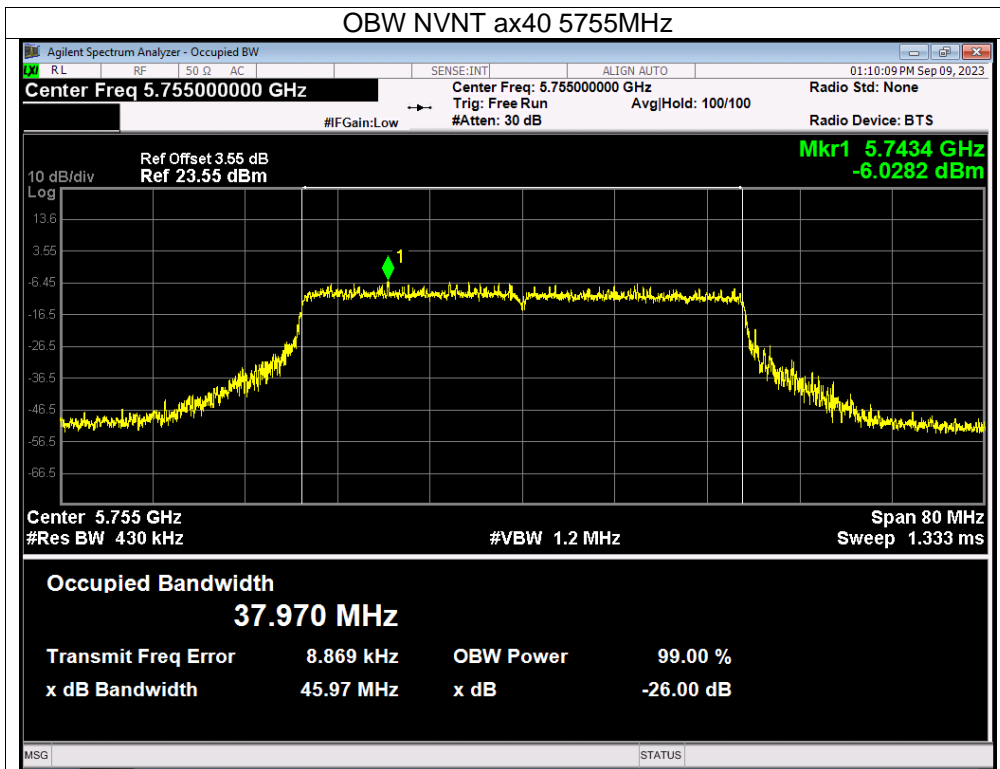 OBW NVNT ax40 5755MHz
Agilent Spectrum Analyzer - Occupied BW
LXI RL RF 50 Ω AC SENSE:INT ALIGN AUTO 01:10:09 PM Sep 09, 2023
Center Freq 5.755000000 GHz Center Freq: 5.755000000 GHz Radio Std: None
Trig: Free Run Avg|Hold: 100/100
#IFGain:Low #Atten: 30 dB Radio Device: BTS
Mkr1 5.7434 GHz
-6.0282 dBm
Ref Offset 3.55 dB
10 dB/div Ref 23.55 dBm
Log
13.6
3.55
1
-6.45
-16.5
-26.5
-36.5
-46.5
-56.5
-66.5
Center 5.755 GHz Span 80 MHz
#Res BW 430 kHz #VBW 1.2 MHz Sweep 1.333 ms
Occupied Bandwidth
37.970 MHz
Transmit Freq Error 8.869 kHz OBW Power 99.00 %
x dB Bandwidth 45.97 MHz x dB -26.00 dB
MSG STATUS